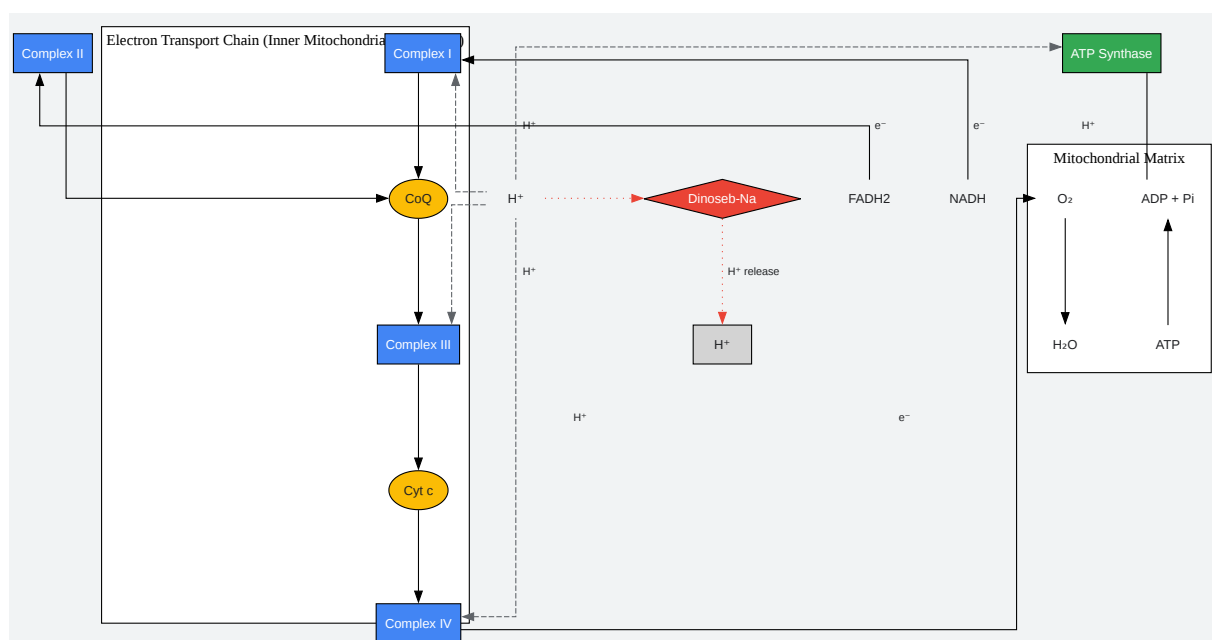 Electron Transport Chain (Inner Mitochondria )
Complex II
Complex I
ATP Synthase
H⁺
e⁻
e⁻
H⁺
Mitochondrial Matrix
CoQ
H⁺
Dinoseb-Na
FADH2
NADH
O₂
ADP + Pi
H⁺
H⁺ release
Complex III
H⁺
H₂O
ATP
H⁺
e⁻
Cyt c
Complex IV